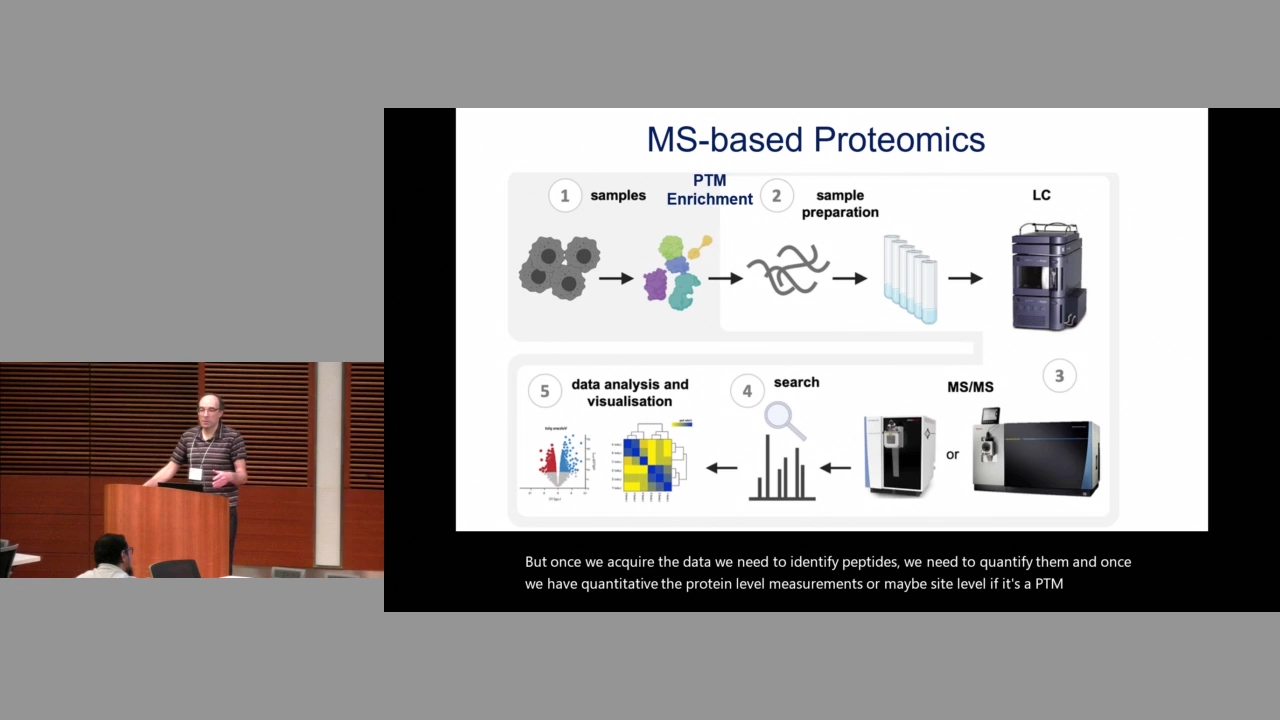 MS-based Proteomics
1
samples
PTM
Enrichment
2
sample
preparation
LC
5
data analysis and
visualisation
4
search
MS/MS
3
or
But once we acquire the data we need to identify peptides, we need to quantify them and once
we have quantitative the protein level measurements or maybe site level if it's a PTM